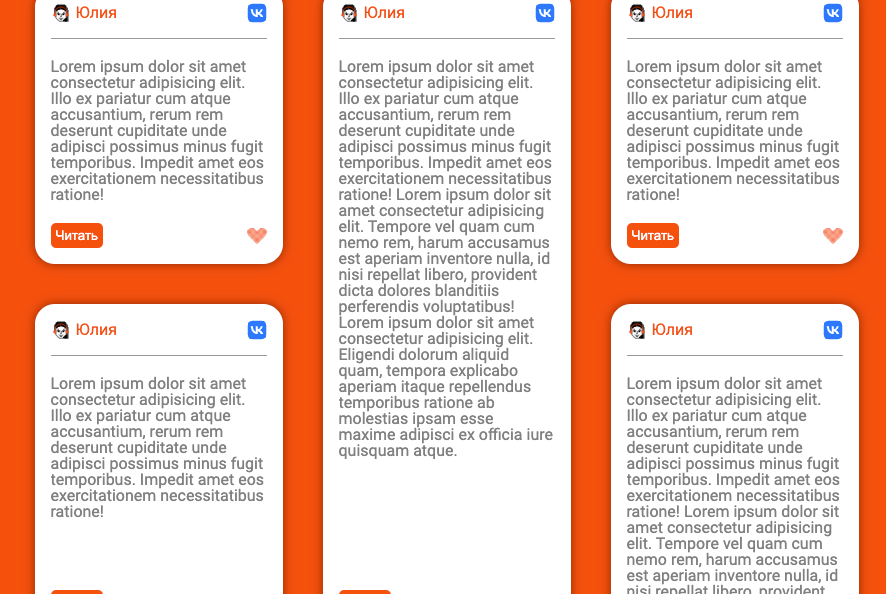 Юлия
Lorem ipsum dolor sit amet
consectetur adipisicing elit.
Illo ex pariatur cum atque
accusantium, rerum rem
deserunt cupiditate unde
adipisci possimus minus fugit
temporibus. Impedit amet eos
exercitationem necessitatibus
ratione!
Читать
Юлия
Lorem ipsum dolor sit amet
consectetur adipisicing elit.
Illo ex pariatur cum atque
accusantium, rerum rem
deserunt cupiditate unde
adipisci possimus minus fugit
temporibus. Impedit amet eos
exercitationem necessitatibus
ratione!
Юлия
Lorem ipsum dolor sit amet
consectetur adipisicing elit.
Illo ex pariatur cum atque
accusantium, rerum rem
deserunt cupiditate unde
adipisci possimus minus fugit
temporibus. Impedit amet eos
exercitationem necessitatibus
ratione! Lorem ipsum dolor sit
amet consectetur adipisicing
elit. Tempore vel quam cum
nemo rem, harum accusamus
est aperiam inventore nulla, id
nisi repellat libero, provident
dicta dolores blanditiis
perferendis voluptatibus!
Lorem ipsum dolor sit amet
consectetur adipisicing elit.
Eligendi dolorum aliquid
quam, tempora explicabo
aperiam itaque repellendus
temporibus ratione ab
molestias ipsam esse
maxime adipisci ex officia iure
quisquam atque.
Юлия
Lorem ipsum dolor sit amet
consectetur adipisicing elit.
Illo ex pariatur cum atque
accusantium, rerum rem
deserunt cupiditate unde
adipisci possimus minus fugit
temporibus. Impedit amet eos
exercitationem necessitatibus
ratione!
Читать
Юлия
Lorem ipsum dolor sit amet
consectetur adipisicing elit.
Illo ex pariatur cum atque
accusantium, rerum rem
deserunt cupiditate unde
adipisci possimus minus fugit
temporibus. Impedit amet eos
exercitationem necessitatibus
ratione! Lorem ipsum dolor sit
amet consectetur adipisicing
elit. Tempore vel quam cum
nemo rem, harum accusamus
est aperiam inventore nulla, id
nisi repellat libero, provident